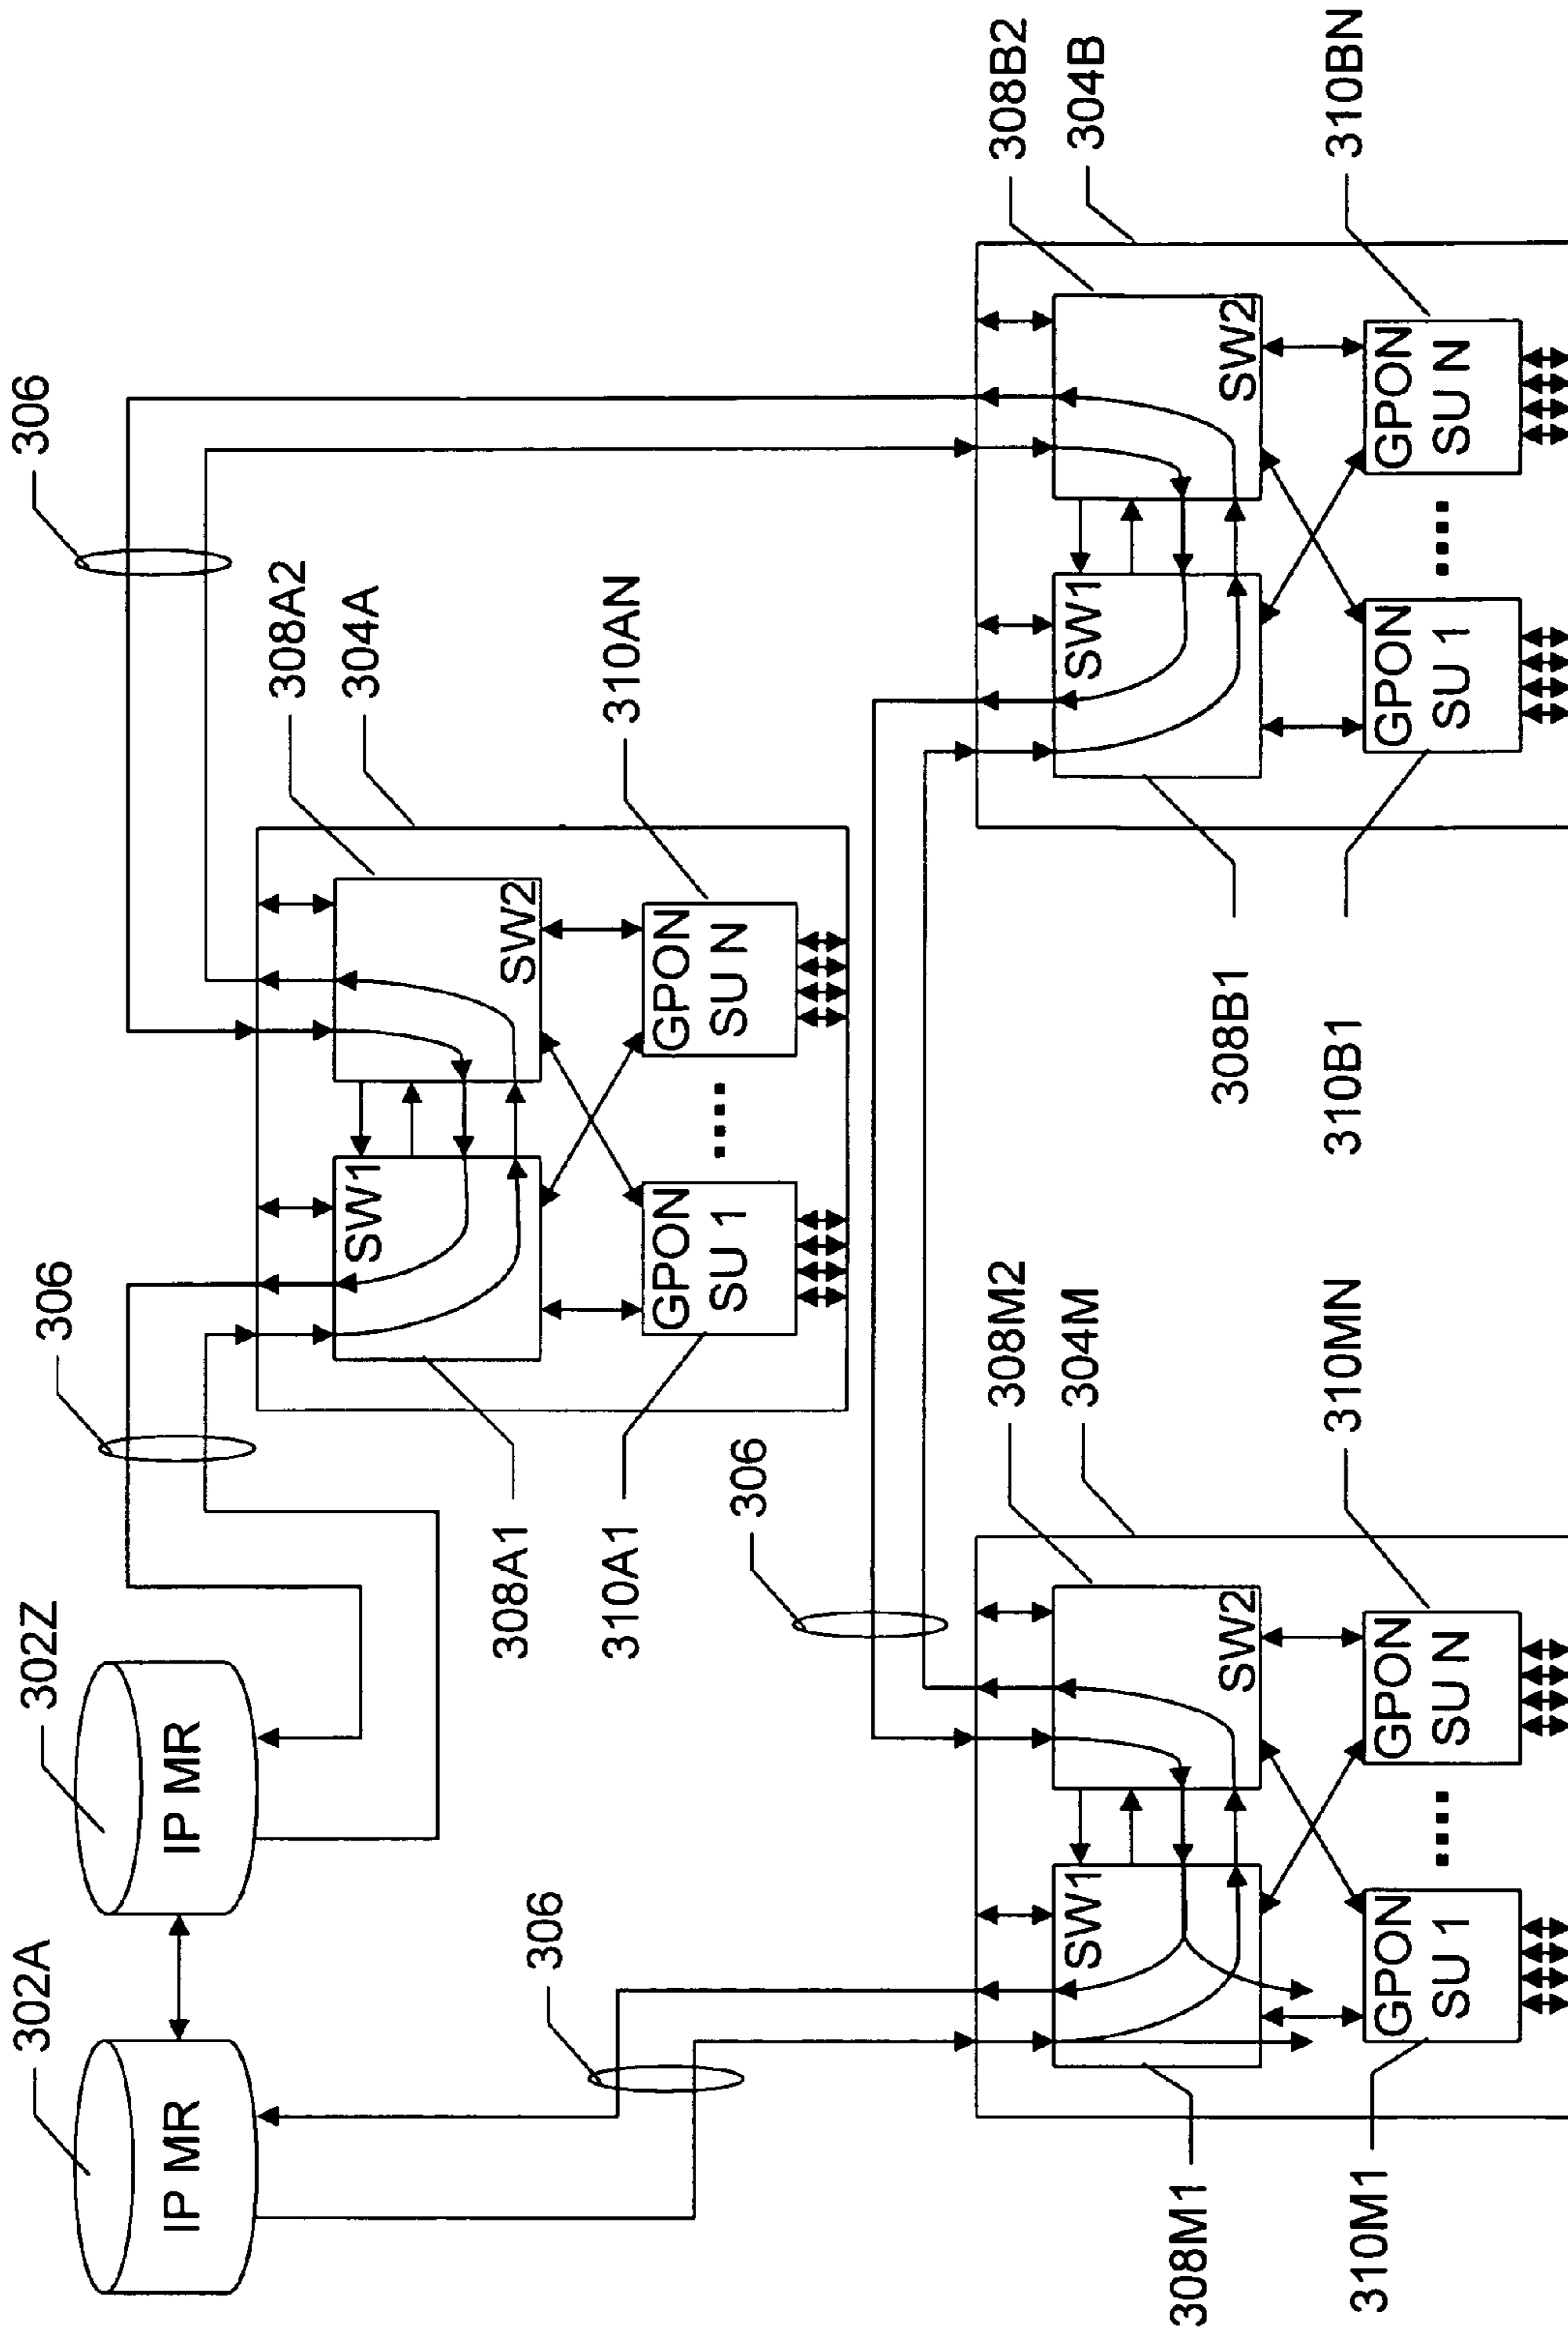 302A
IP MR
302Z
IP MR
306
306
306
306
304A
308A1
SW1
308A2
SW2
310A1
GPON
SU 1
....
310AN
GPON
SU N
304M
308M1
SW1
308M2
SW2
310M1
GPON
SU 1
....
310MN
GPON
SU N
304B
308B1
SW1
308B2
SW2
310B1
GPON
SU 1
....
310BN
GPON
SU N